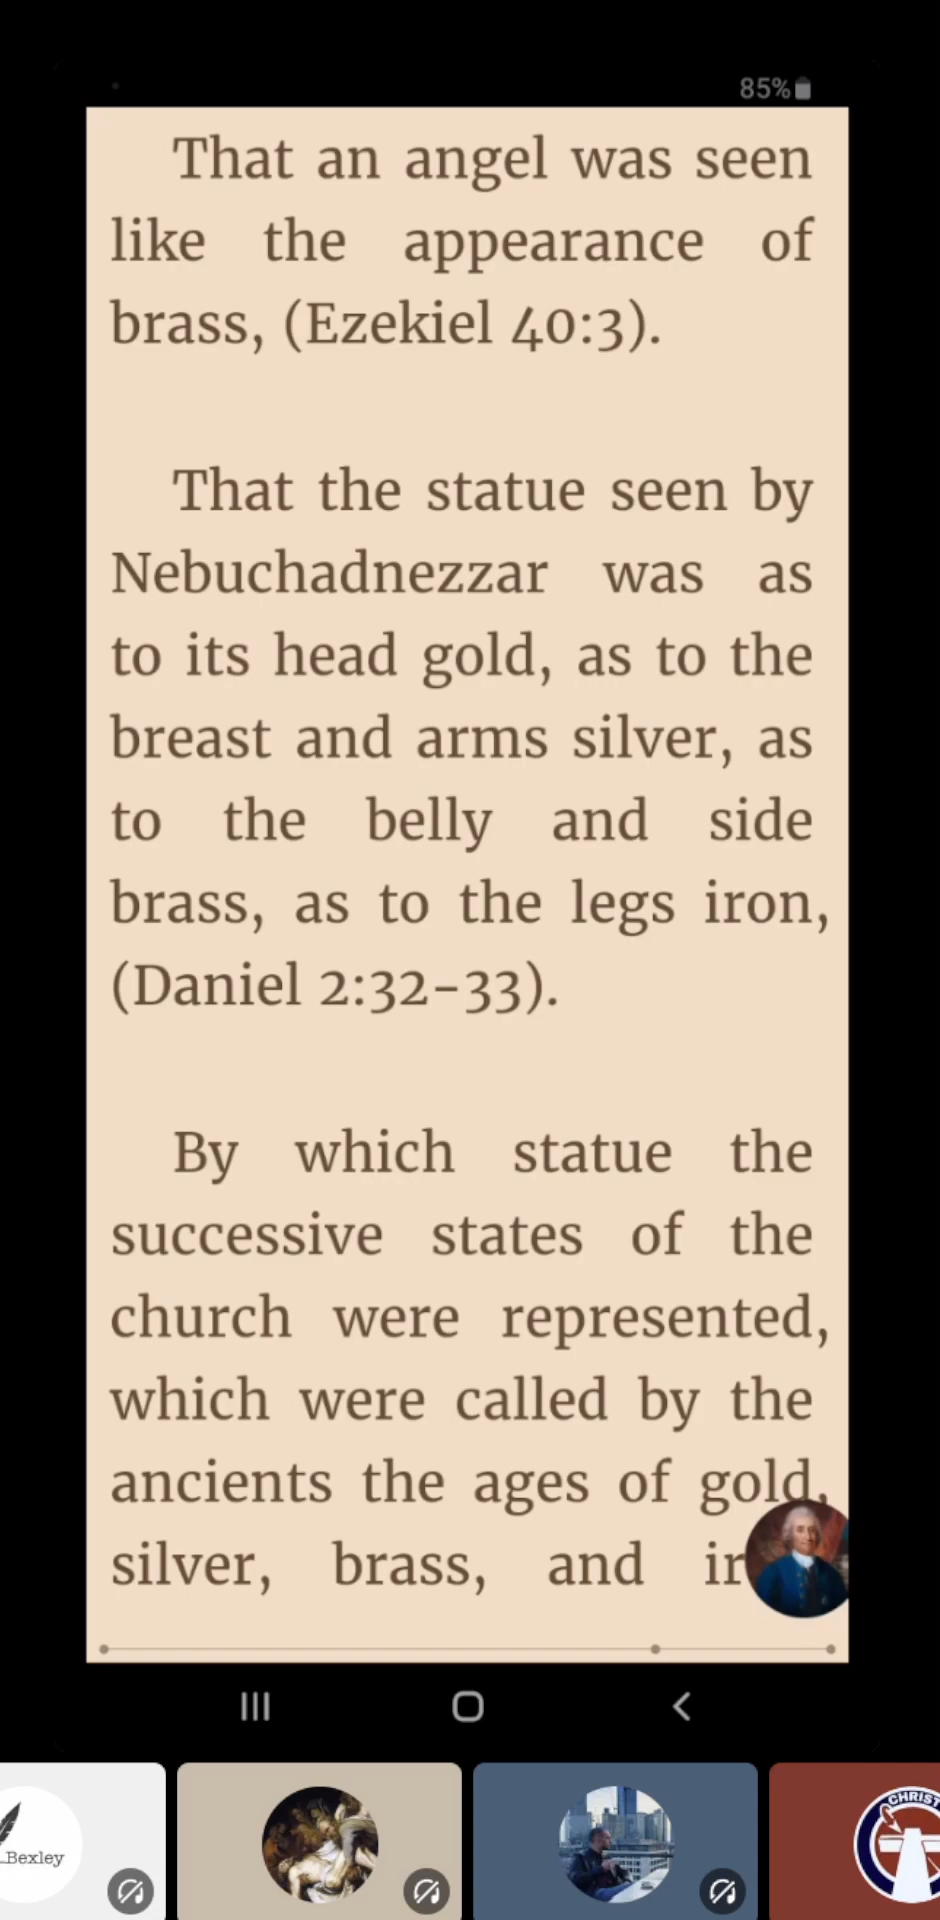 85%
That an angel was seen
like the appearance of
brass, (Ezekiel 40:3).
That the statue seen by
Nebuchadnezzar was as
to its head gold, as to the
breast and arms silver, as
to the belly and side
brass, as to the legs iron,
(Daniel 2:32-33).
By which statue the
successive states of the
church were represented,
which were called by the
ancients the ages of gold,
silver, brass, and ir
Bexley
CHRIST